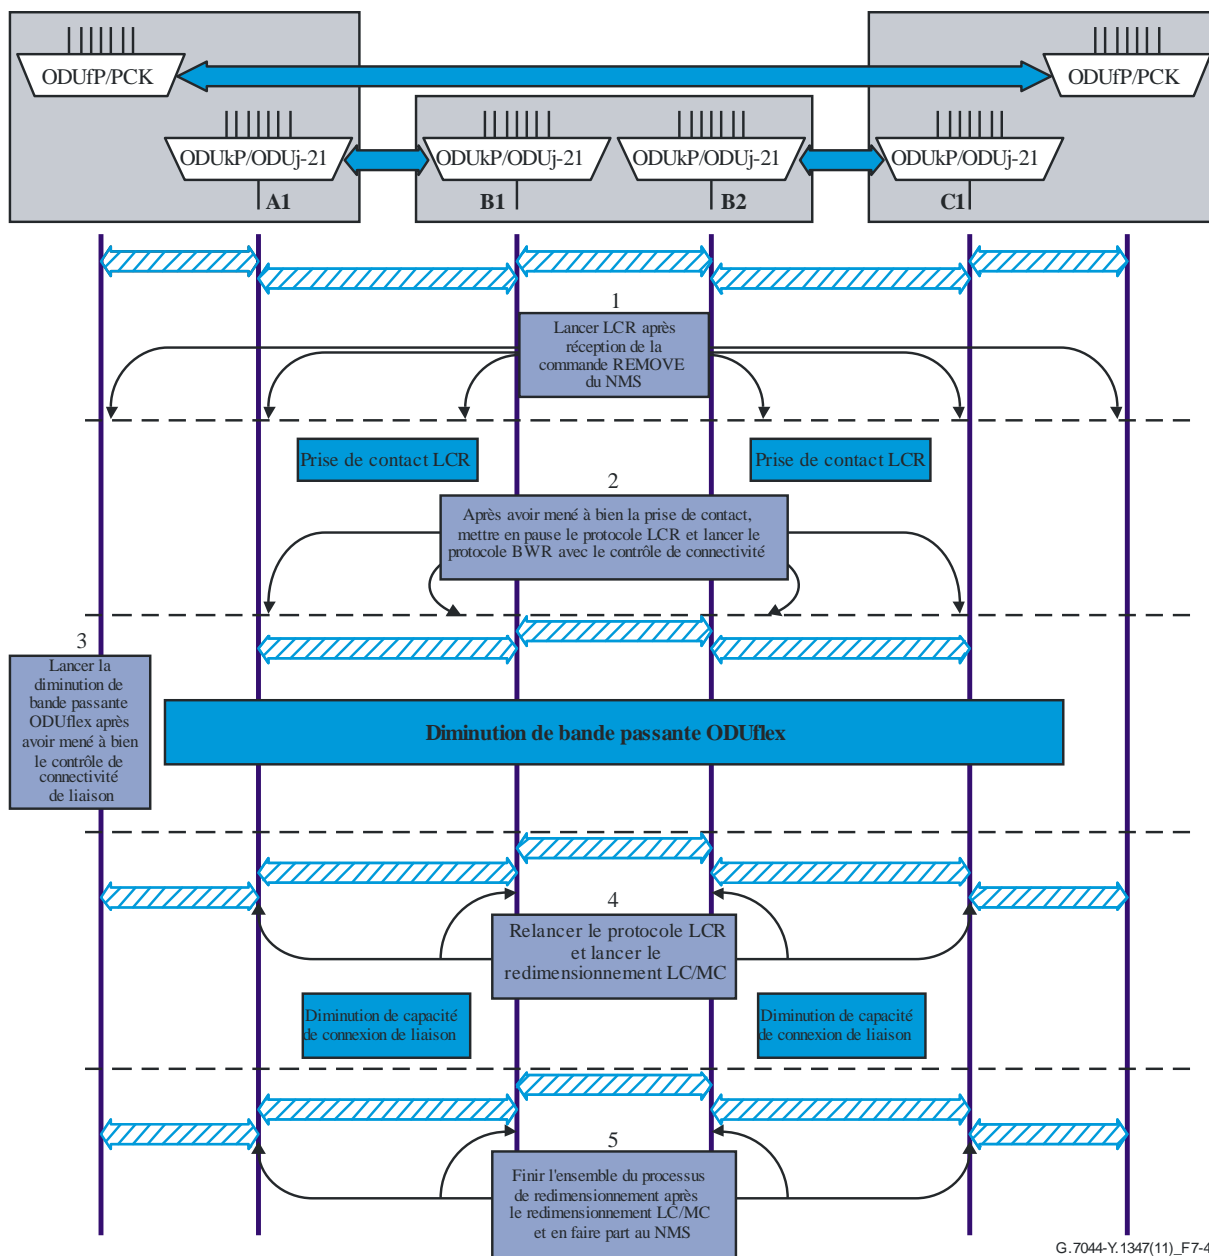 ODUfP/PCK
ODUfP/PCK
ODUkP/ODUj-21
ODUkP/ODUj-21
ODUkP/ODUj-21
ODUkP/ODUj-21
A1
B1
B2
C1
1
Lancer LCR après
réception de la
commande REMOVE
du NMS
Prise de contact LCR
Prise de contact LCR
2
Après avoir mené à bien la prise de contact,
mettre en pause le protocole LCR et lancer le
protocole BWR avec le contrôle de connectivité
3
Lancer la
diminution de
bande passante
ODUflex après
avoir mené à bien
le contrôle de
connectivité
de liaison
Diminution de bande passante ODUflex
4
Relancer le protocole LCR
et lancer le
redimensionnement LC/MC
Diminution de capacité
de connexion de liaison
Diminution de capacité
de connexion de liaison
5
Finir l'ensemble du processus
de redimensionnement après
le redimensionnement LC/MC
et en faire part au NMS
G.7044-Y.1347(11)_F7-4